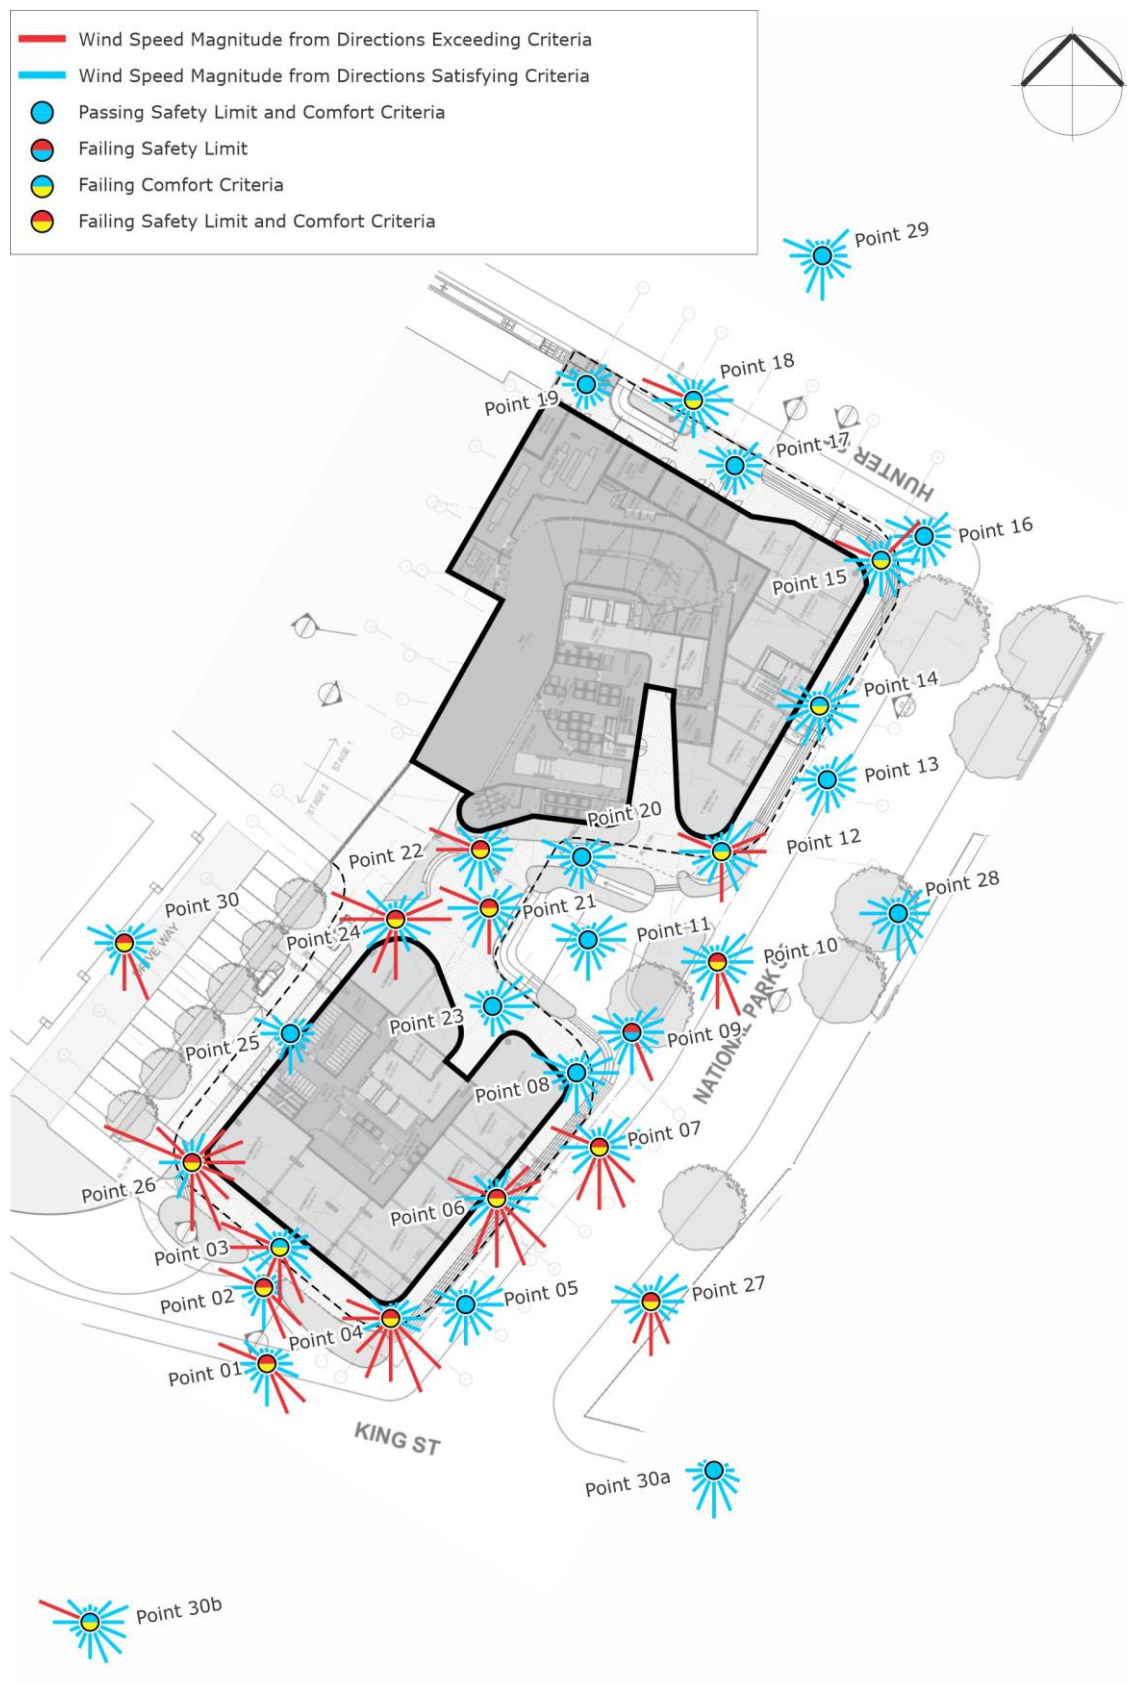 Wind Speed Magnitude from Directions Exceeding Criteria
Wind Speed Magnitude from Directions Satisfying Criteria
Passing Safety Limit and Comfort Criteria
Failing Safety Limit
Failing Comfort Criteria
Failing Safety Limit and Comfort Criteria
Point 29
Point 18
Point 19
Point 17
HUNTER
Point 16
Point 15
Point 14
Point 13
STAGE 1
STAGE 2
Point 20
Point 12
Point 22
Point 28
Point 30
Point 21
Point 24
Point 11
Point 10
Point 23
Point 09
Point 25
NATIONAL PARK
Point 08
Point 07
Point 26
Point 06
Point 03
Point 02
Point 05
Point 27
Point 04
Point 01
KING ST
Point 30a
Point 30b